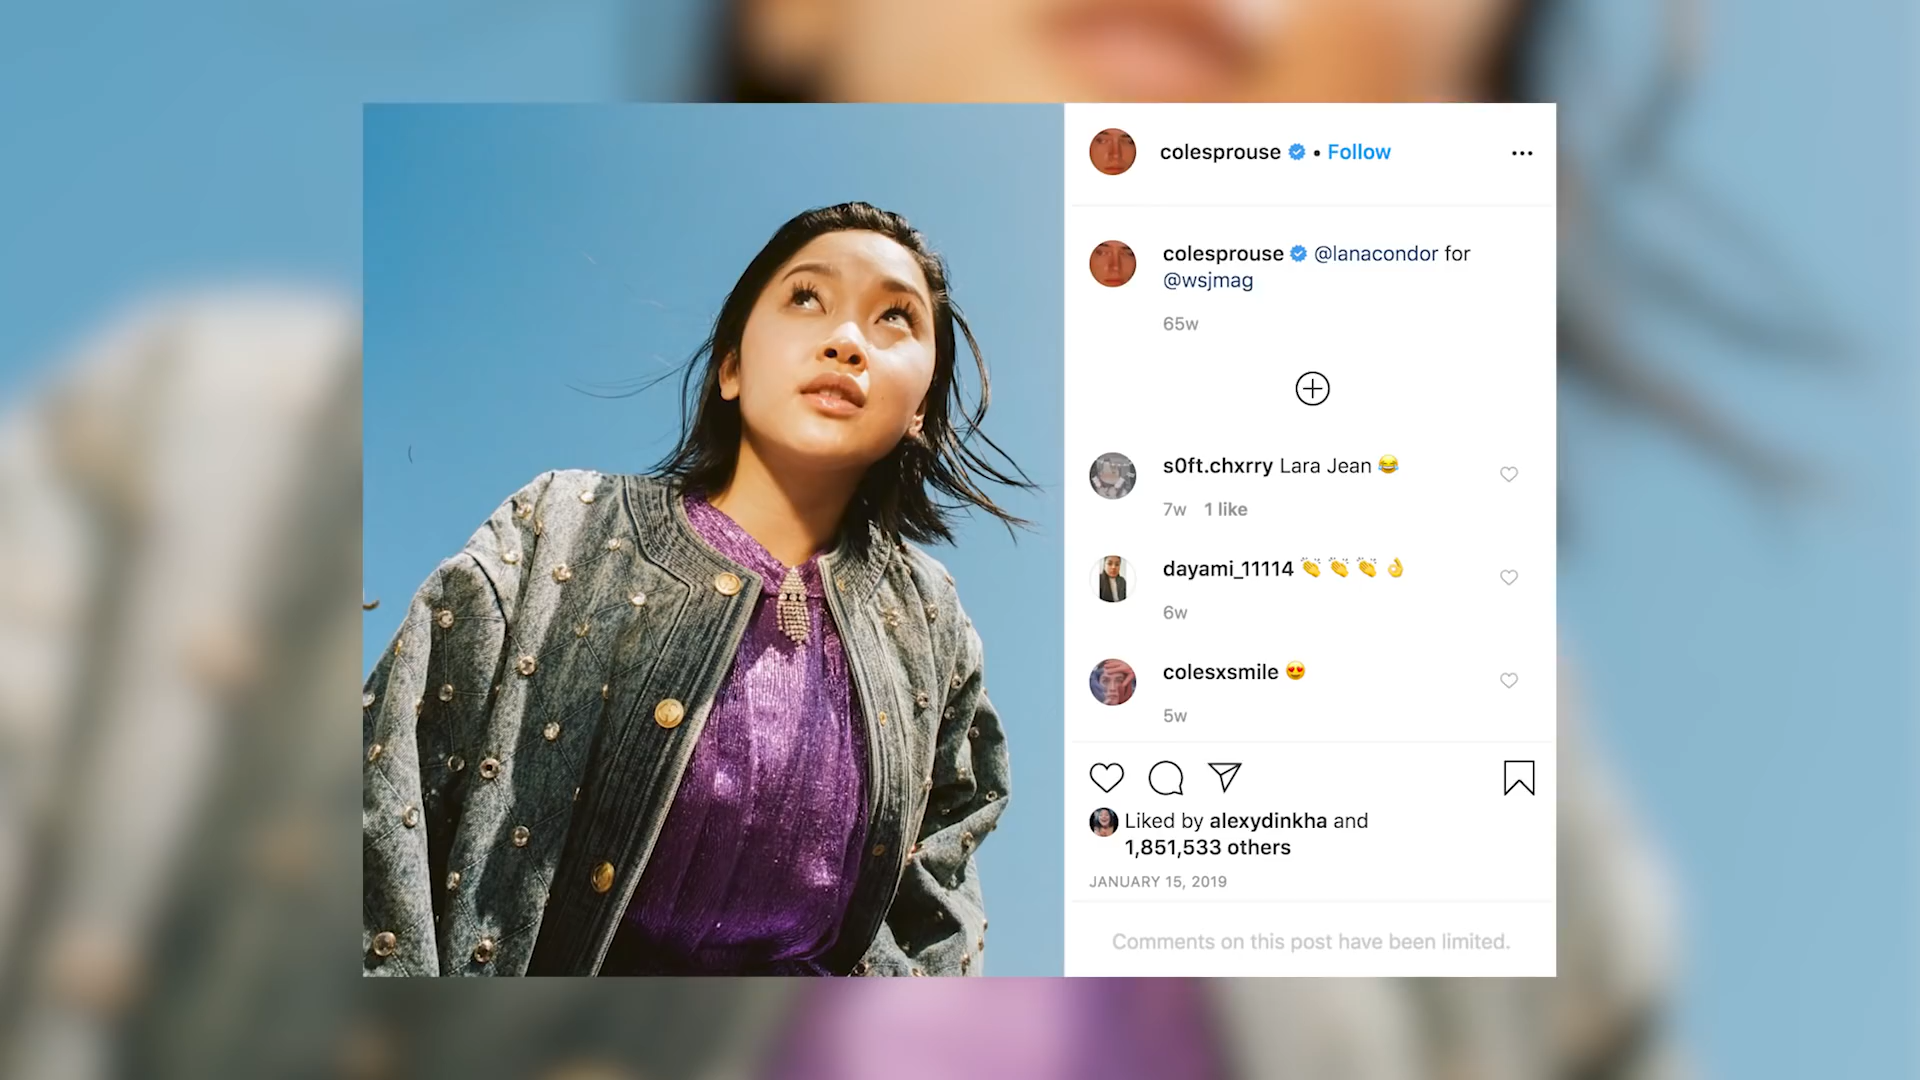 colesprouse • Follow
colesprouse @lanacondor for
@wsjmag
65w
s0ft.chxrry Lara Jean 😂
7w 1 like
dayami_11114 👏👏👏👌
6w
colesxsmile 😍
5w
Liked by alexydinkha and
1,851,533 others
JANUARY 15, 2019
Comments on this post have been limited.